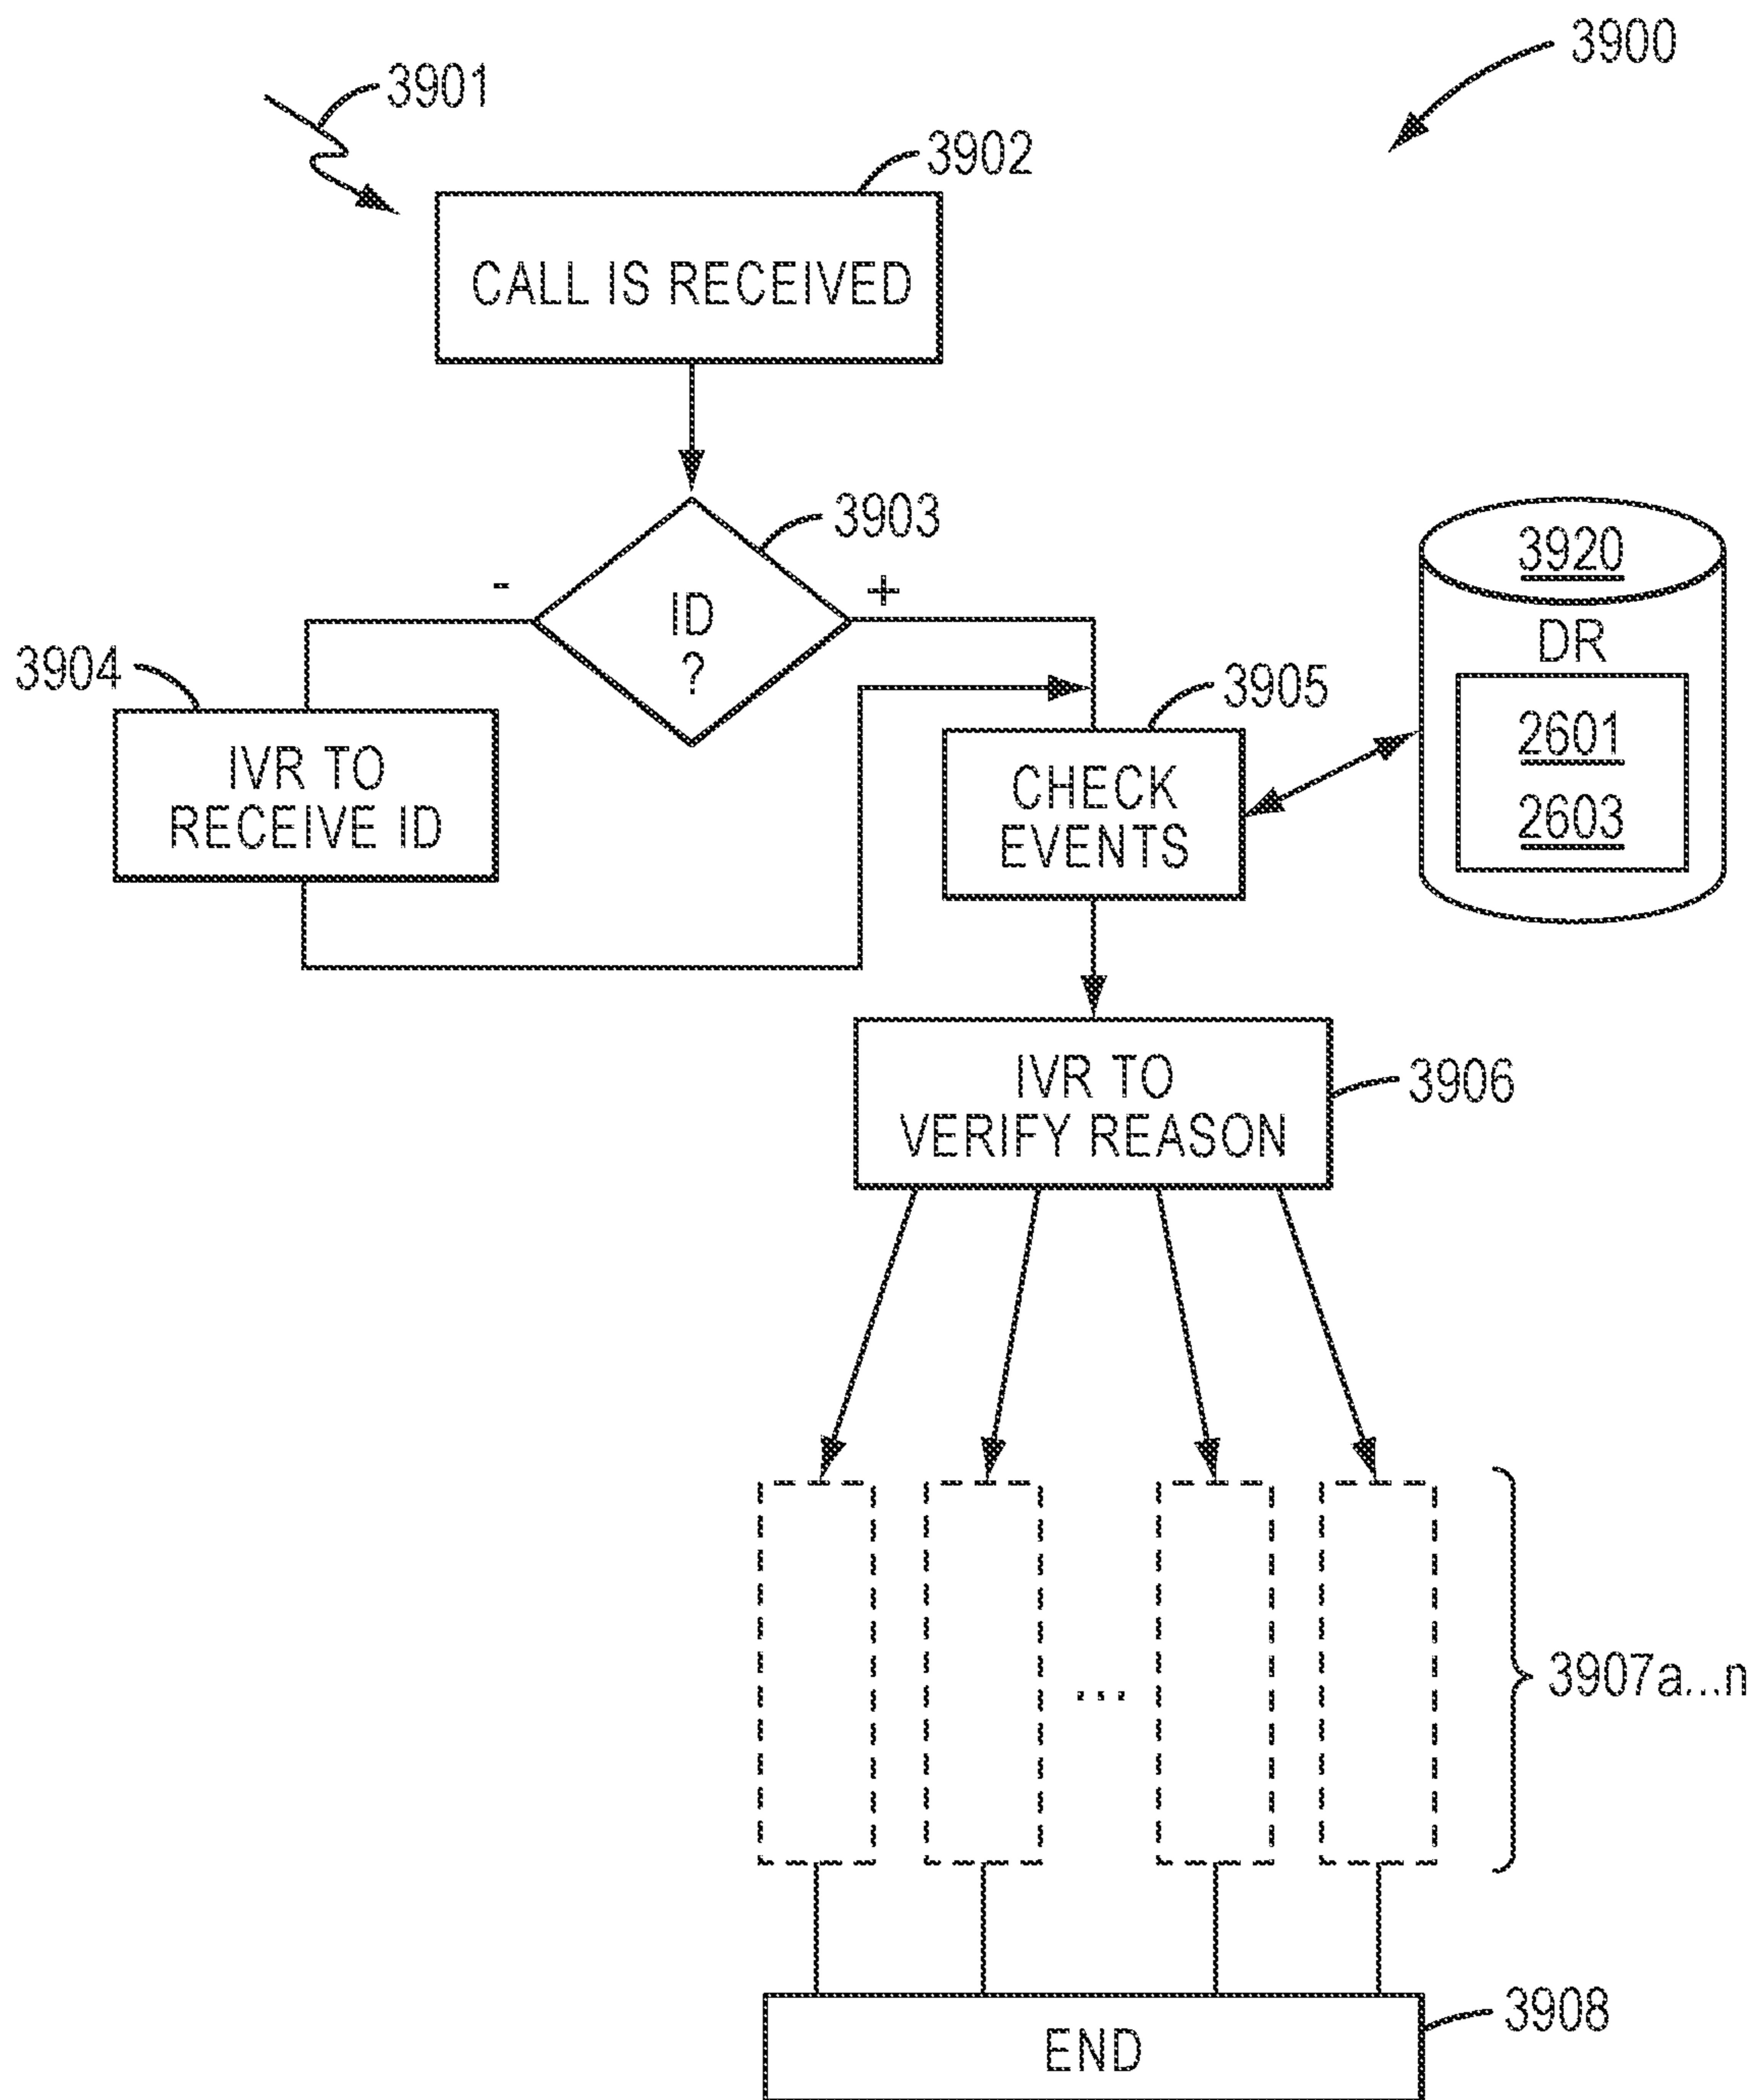 3900
3901
3902
CALL IS RECEIVED
3903
-
+
ID
?
3904
IVR TO
RECEIVE ID
3905
CHECK
EVENTS
3920
DR
2601
2603
IVR TO
VERIFY REASON
3906
...
3907a...n
END
3908